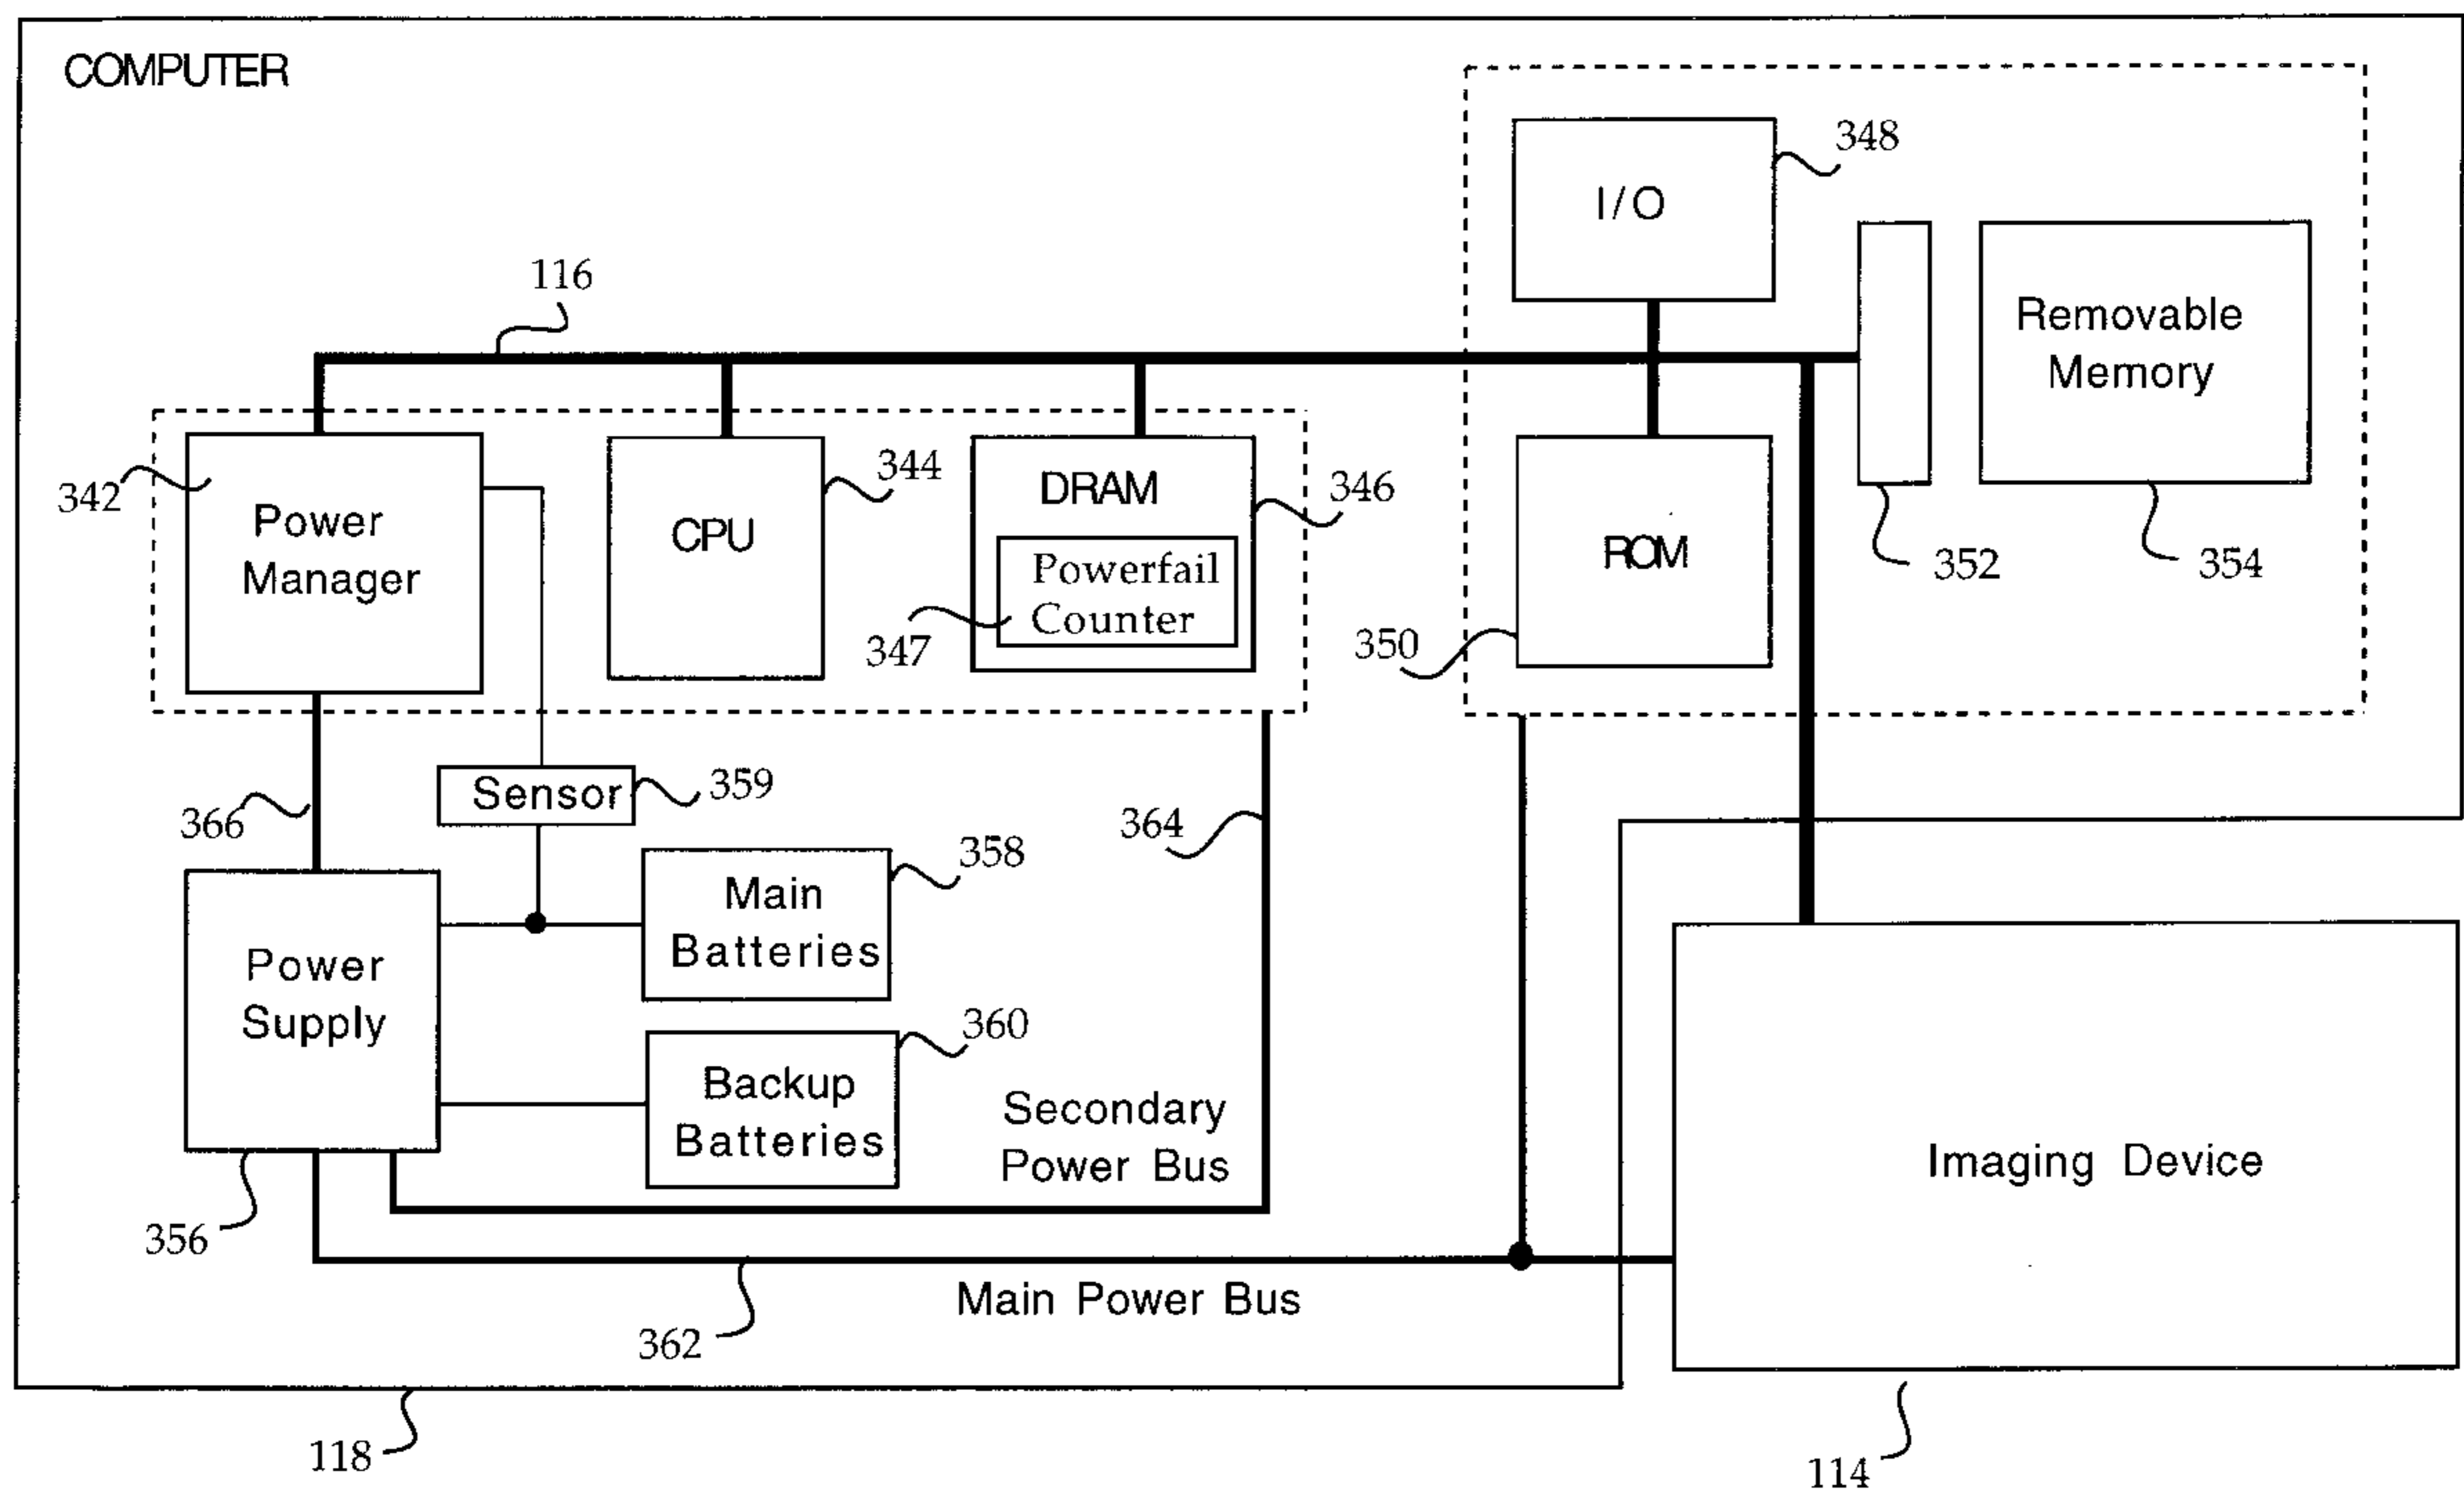 COMPUTER
348
I/O
116
Removable
Memory
342
Power
Manager
344
CPU
346
DRAM
Powerfail
Counter
347
350
ROM
352
354
366
Sensor
359
364
358
Main
Batteries
Power
Supply
360
Backup
Batteries
Secondary
Power Bus
Imaging Device
356
Main Power Bus
362
118
114